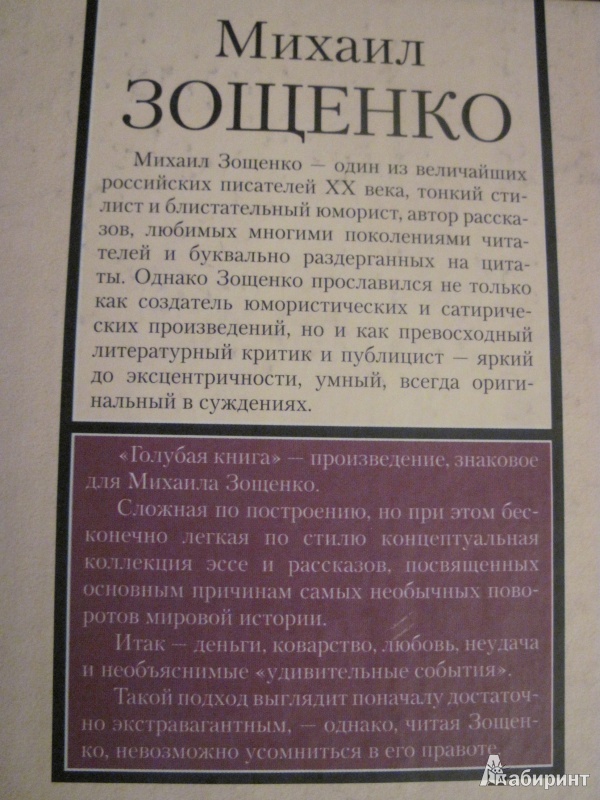 Михаил
ЗОЩЕНКО
Михаил Зощенко — один из величайших
российских писателей XX века, тонкий сти-
лист и блистательный юморист, автор расска-
зов, любимых многими поколениями чита-
телей и буквально раздерганных на цита-
ты. Однако Зощенко прославился не только
как создатель юмористических и сатириче-
ских произведений, но и как превосходный
литературный критик и публицист — яркий
до эксцентричности, умный, всегда ориги-
нальный в суждениях.
«Голубая книга» — произведение, знаковое
для Михаила Зощенко.
Сложная по построению, но при этом бес-
конечно легкая по стилю концептуальная
коллекция эссе и рассказов, посвященных
основным причинам самых необычных пово-
ротов мировой истории.
Итак — деньги, коварство, любовь, неудача
и необъяснимые «удивительные события».
Такой подход выглядит поначалу достаточ-
но экстравагантным, — однако, читая Зощен-
ко, невозможно усомниться в его правоте.
Лабиринт